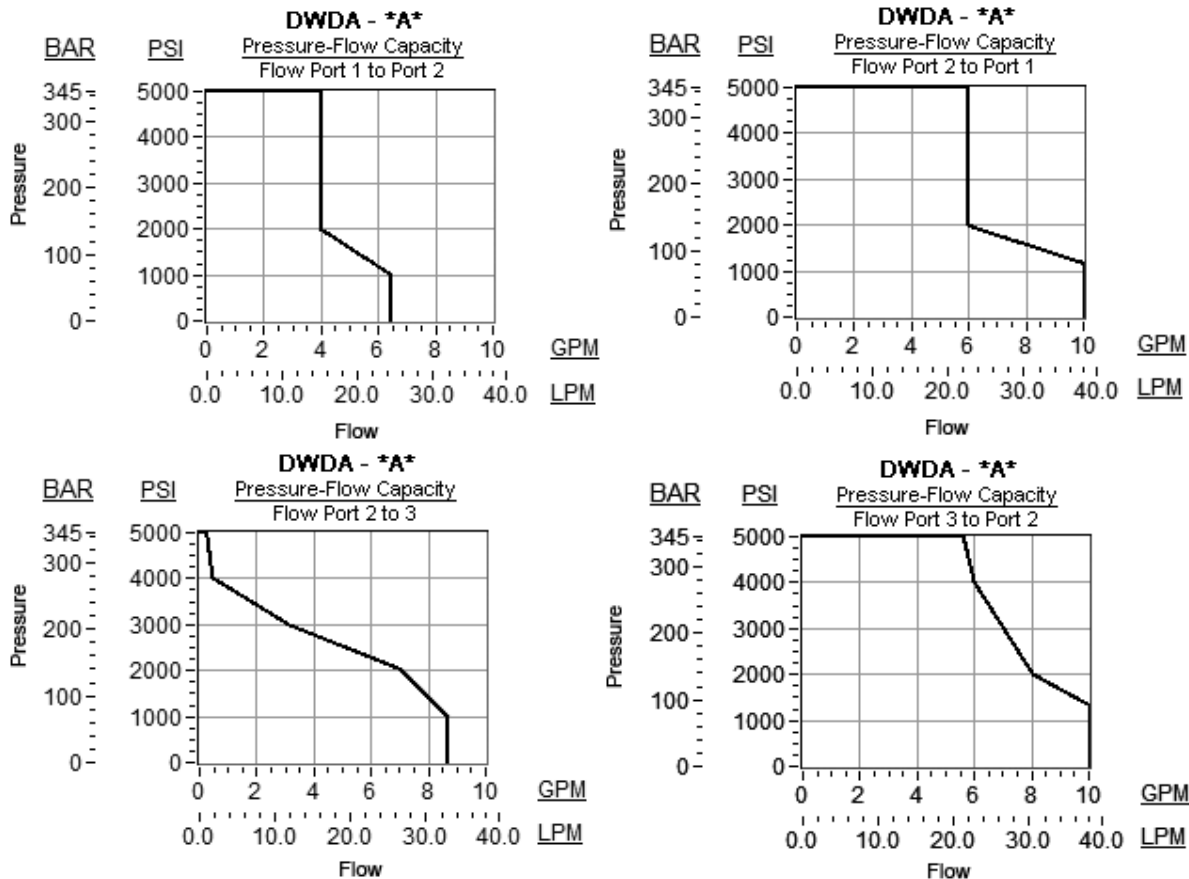 DWDA - *A*
BAR PSI Pressure-Flow Capacity
Flow Port 1 to Port 2
345 5000
300
4000
200 3000
2000
100
1000
0 0
Pressure
0 2 4 6 8 10 GPM
0.0 10.0 20.0 30.0 40.0 LPM
Flow
DWDA - *A*
BAR PSI Pressure-Flow Capacity
Flow Port 2 to Port 1
345 5000
300
4000
200 3000
2000
100
1000
0 0
Pressure
0 2 4 6 8 10 GPM
0.0 10.0 20.0 30.0 40.0 LPM
Flow
DWDA - *A*
BAR PSI Pressure-Flow Capacity
Flow Port 2 to 3
345 5000
300
4000
200 3000
2000
100
1000
0 0
Pressure
0 2 4 6 8 10 GPM
0.0 10.0 20.0 30.0 40.0 LPM
Flow
DWDA - *A*
BAR PSI Pressure-Flow Capacity
Flow Port 3 to Port 2
345 5000
300
4000
200 3000
2000
100
1000
0 0
Pressure
0 2 4 6 8 10 GPM
0.0 10.0 20.0 30.0 40.0 LPM
Flow